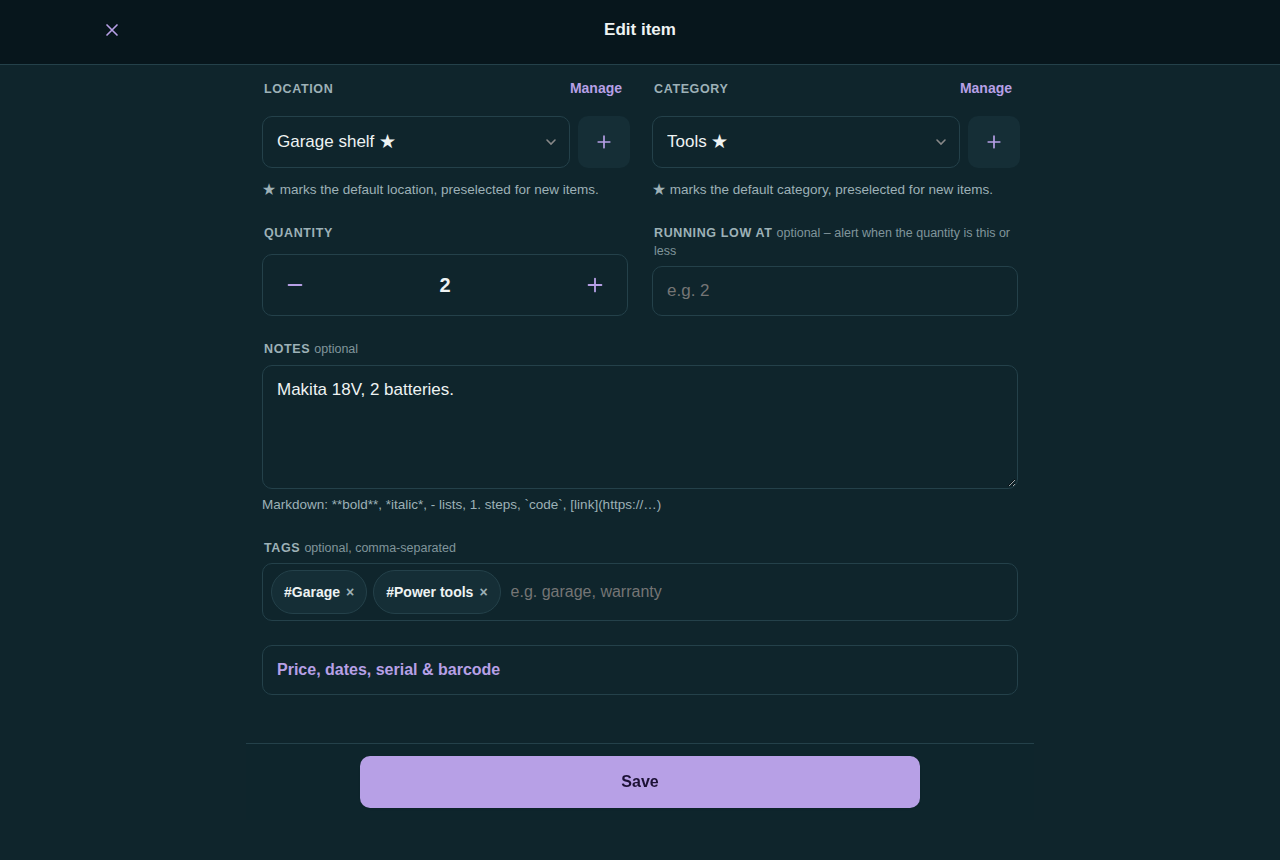 Edit item
LOCATION Manage
CATEGORY Manage
Garage shelf ★
Tools ★
★ marks the default location, preselected for new items.
★ marks the default category, preselected for new items.
QUANTITY
RUNNING LOW AT optional – alert when the quantity is this or
less
2
e.g. 2
NOTES optional
Makita 18V, 2 batteries.
Markdown: **bold**, *italic*, - lists, 1. steps, `code`, [link](https://…)
TAGS optional, comma-separated
#Garage × #Power tools × e.g. garage, warranty
Price, dates, serial & barcode
Save